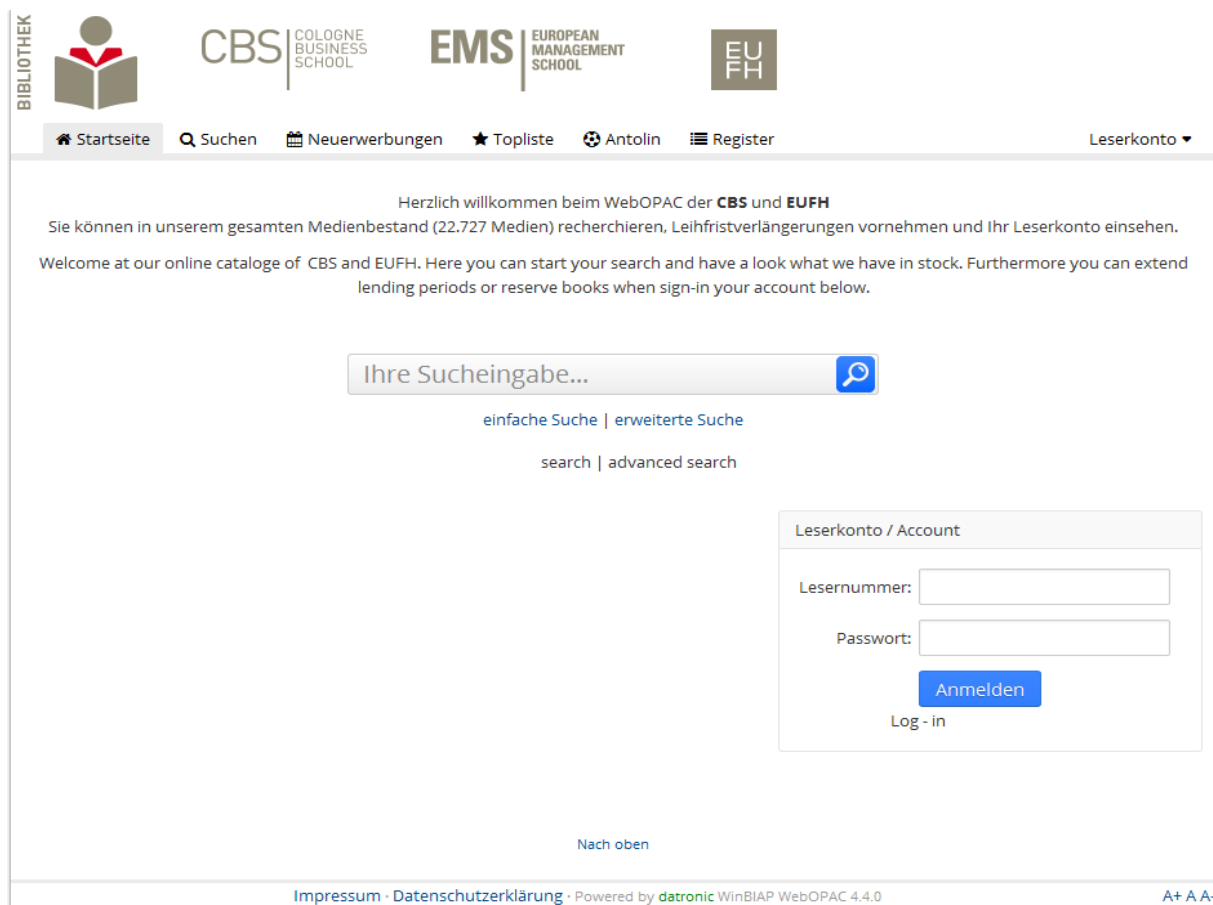 BIBLIOTHEK
CBS COLOGNE BUSINESS SCHOOL
EMS EUROPEAN MANAGEMENT SCHOOL
EU FH
Startseite Suchen Neuerwerbungen Topliste Antolin Register Leserkonto
Herzlich willkommen beim WebOPAC der CBS und EUFH
Sie können in unserem gesamten Medienbestand (22.727 Medien) recherchieren, Leihfristverlängerungen vornehmen und Ihr Leserkonto einsehen.
Welcome at our online cataloge of CBS and EUFH. Here you can start your search and have a look what we have in stock. Furthermore you can extend
lending periods or reserve books when sign-in your account below.
Ihre Sucheingabe...
einfache Suche | erweiterte Suche
search | advanced search
Leserkonto / Account
Lesernummer:
Passwort:
Anmelden
Log - in
Nach oben
Impressum · Datenschutzerklärung · Powered by datronic WinBIAP WebOPAC 4.4.0 A+ A A-